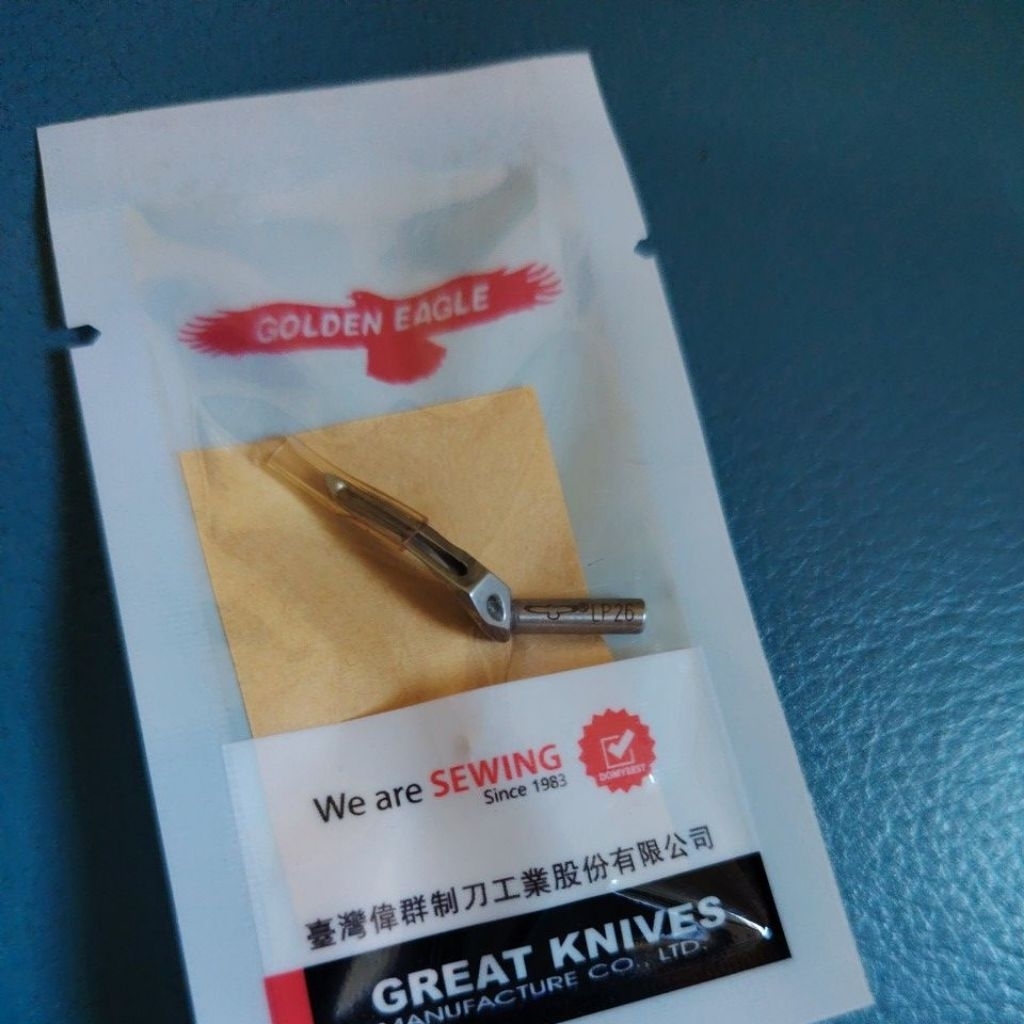 GOLDEN EAGLE
LP26
We are SEWING
Since 1983
DOMYBEST
臺灣偉群制刀工業股份有限公司
GREAT KNIVES
MANUFACTURE CO., LTD.